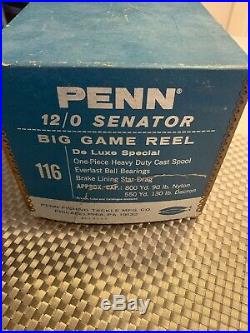 PENN
®
12/0 SENATOR
BIG GAME REEL
De Luxe Special
116
One-Piece Heavy Duty Cast Spool
Everlast Ball Bearings
Brake Lining Star-Drag
APPROX. CAP.: 800 Yd. 90 lb. Nylon
550 Yd. 130 lb. Dacron
PENN FISHING TACKLE MFG. CO.
PHILADELPHIA, PA 19132